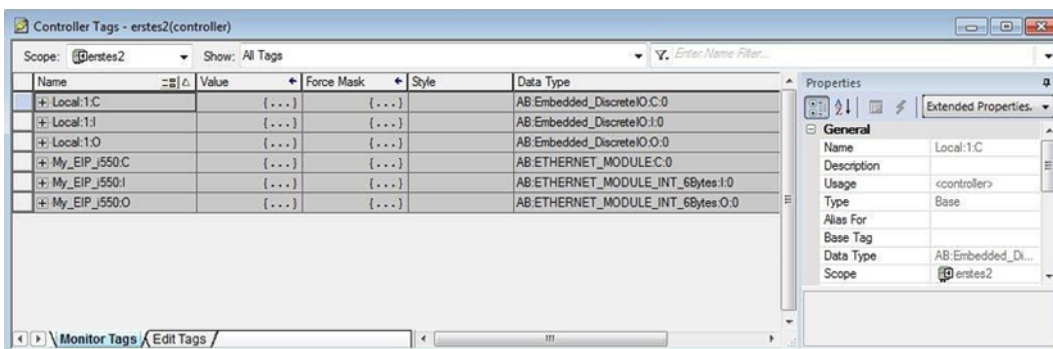 Controller Tags - erstes2(controller)
Scope: erstes2 Show: All Tags Enter Name Filter...
Name Value Force Mask Style Data Type
Local:1:C {...} {...} AB:Embedded_DiscreteIO:C:0
Local:1:I {...} {...} AB:Embedded_DiscreteIO:I:0
Local:1:O {...} {...} AB:Embedded_DiscreteIO:O:0
My_EIP_i550:C {...} {...} AB:ETHERNET_MODULE:C:0
My_EIP_i550:I {...} {...} AB:ETHERNET_MODULE_INT_6Bytes:I:0
My_EIP_i550:O {...} {...} AB:ETHERNET_MODULE_INT_6Bytes:O:0
Monitor Tags Edit Tags
Properties
Extended Properties.
General
Name Local:1:C
Description
Usage <controller>
Type Base
Alias For
Base Tag
Data Type AB:Embedded_Di...
Scope erstes2